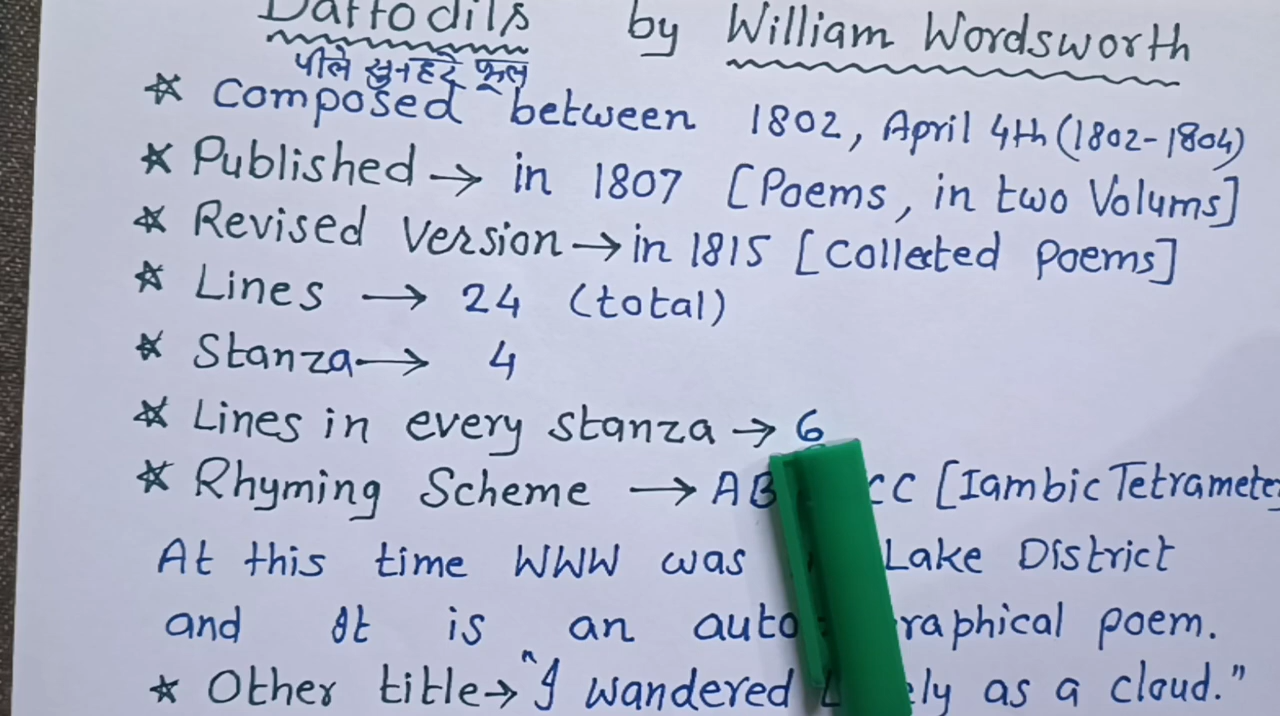 Daffodils by William Wordsworth
पीले सुनहरे फूल
★ Composed between 1802, April 4th (1802-1804)
★ Published → in 1807 [Poems, in two Volums]
★ Revised Version → in 1815 [Collected Poems]
★ Lines → 24 (total)
★ Stanza → 4
★ Lines in every stanza → 6
★ Rhyming Scheme → AB CC [Iambic Tetramete
At this time WWW was Lake District
and It is an auto raphical poem.
★ Other title → "I wandered ly as a cloud."